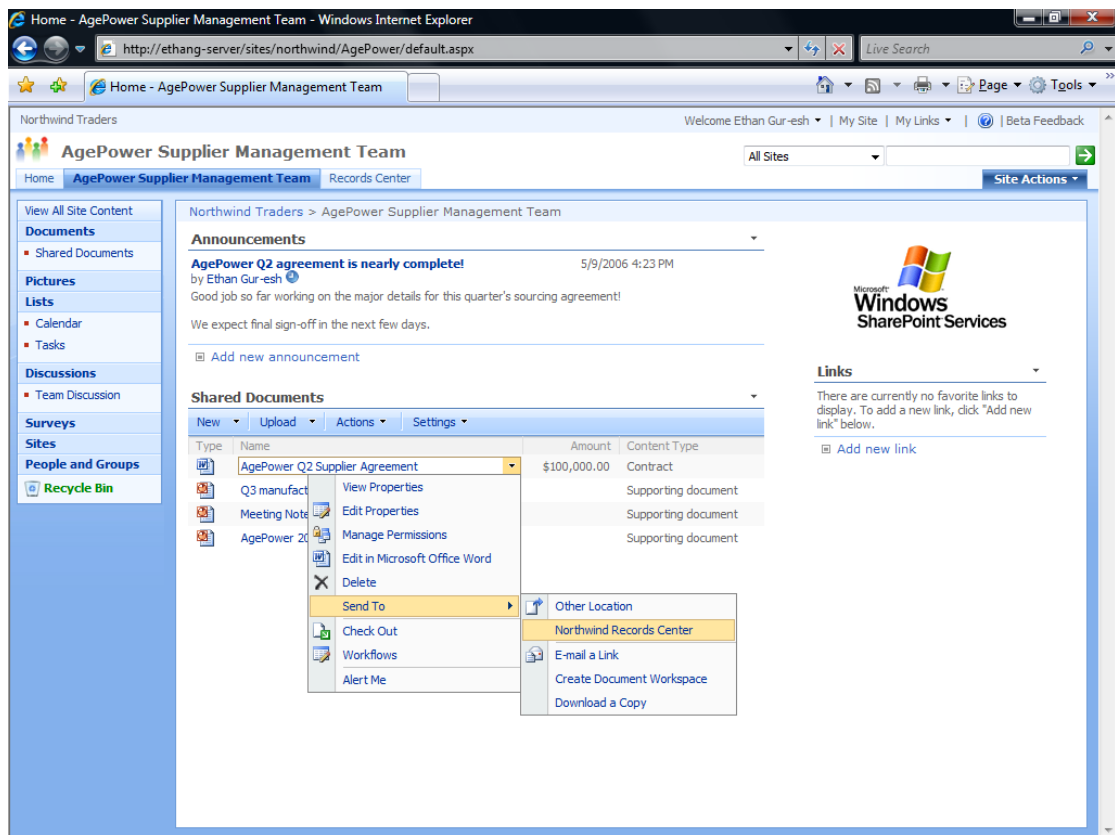 Home - AgePower Supplier Management Team - Windows Internet Explorer
http://ethang-server/sites/northwind/AgePower/default.aspx
Live Search
Home - AgePower Supplier Management Team
Page
Tools
Northwind Traders
Welcome Ethan Gur-esh | My Site | My Links | | Beta Feedback
AgePower Supplier Management Team
All Sites
Home
AgePower Supplier Management Team
Records Center
Site Actions
View All Site Content
Documents
Shared Documents
Pictures
Lists
Calendar
Tasks
Discussions
Team Discussion
Surveys
Sites
People and Groups
Recycle Bin
Northwind Traders > AgePower Supplier Management Team
Announcements
AgePower Q2 agreement is nearly complete! 5/9/2006 4:23 PM
by Ethan Gur-esh
Good job so far working on the major details for this quarter's sourcing agreement!
We expect final sign-off in the next few days.
Add new announcement
Shared Documents
New Upload Actions Settings
Type Name Amount Content Type
AgePower Q2 Supplier Agreement $100,000.00 Contract
Q3 manufact Supporting document
Meeting Note Supporting document
AgePower 20 Supporting document
View Properties
Edit Properties
Manage Permissions
Edit in Microsoft Office Word
Delete
Send To
Check Out
Workflows
Alert Me
Other Location
Northwind Records Center
E-mail a Link
Create Document Workspace
Download a Copy
Microsoft
Windows
SharePoint Services
Links
There are currently no favorite links to
display. To add a new link, click "Add new
link" below.
Add new link